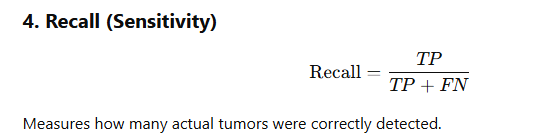 4. Recall (Sensitivity)
Recall = TP / TP + FN
Measures how many actual tumors were correctly detected.